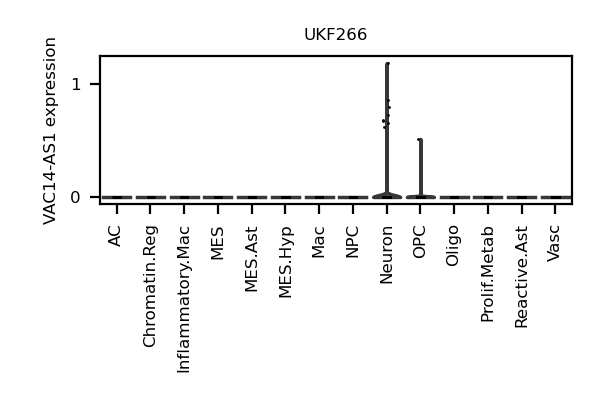 UKF266
VAC14-AS1 expression
1
0
AC
Chromatin.Reg
Inflammatory.Mac
MES
MES.Ast
MES.Hyp
Mac
NPC
Neuron
OPC
Oligo
Prolif.Metab
Reactive.Ast
Vasc